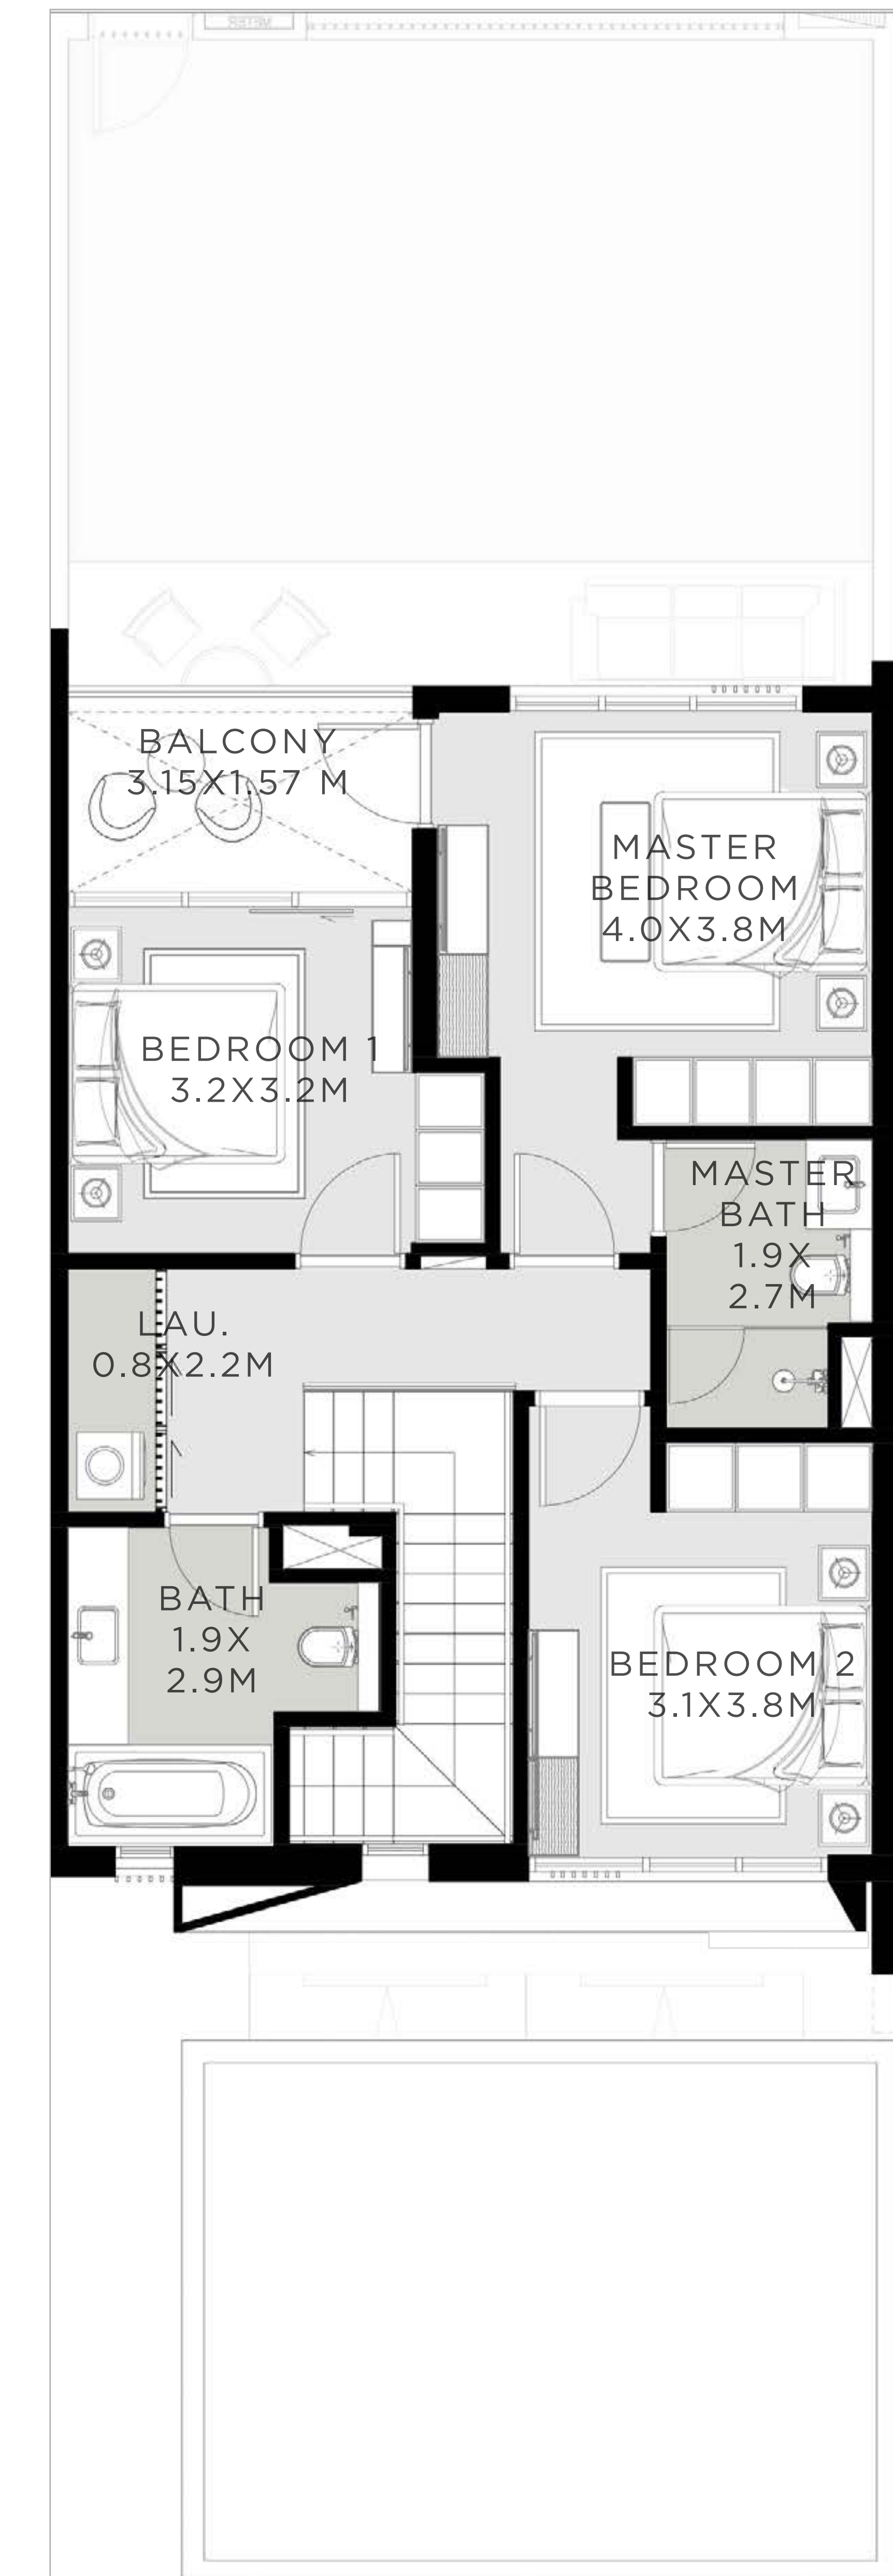 BALCONY
3.15X1.57 M
MASTER
BEDROOM
4.0X3.8M
BEDROOM 1
3.2X3.2M
MASTER
BATH
1.9X
2.7M
LAU.
0.8X2.2M
BATH
1.9X
2.9M
BEDROOM 2
3.1X3.8M